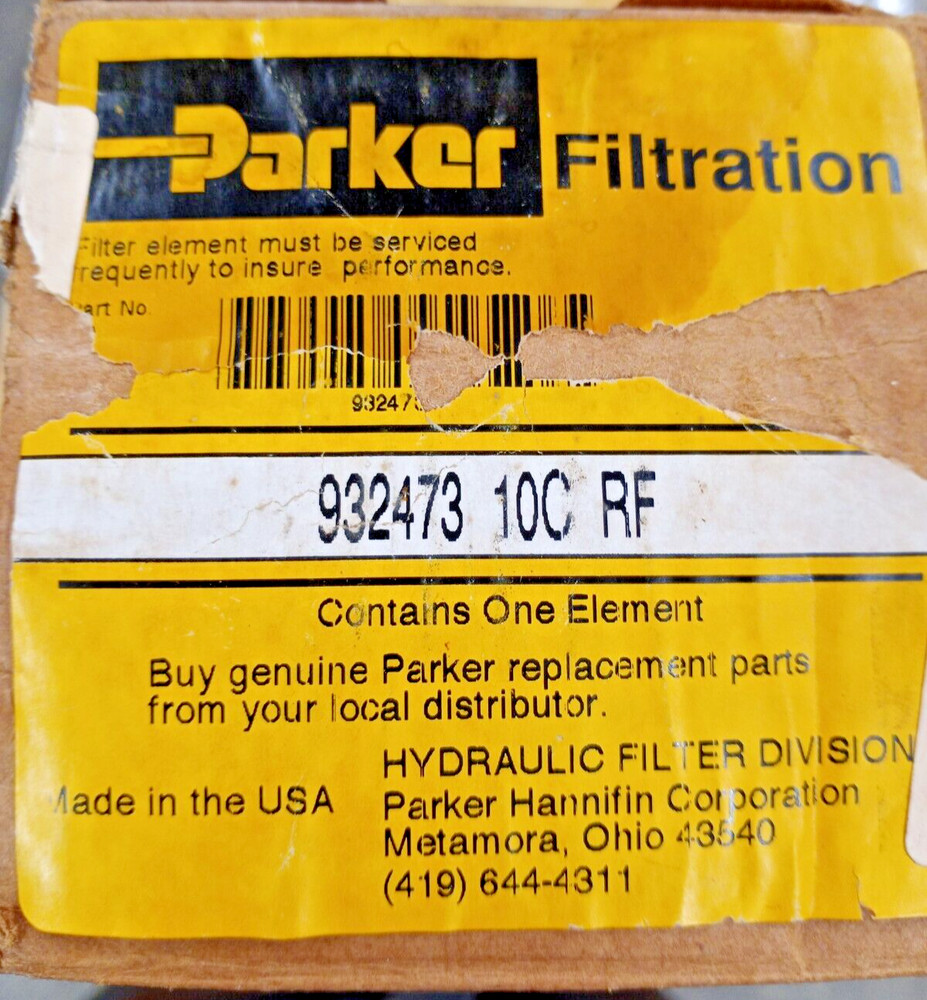 Parker Filtration
Filter element must be serviced
frequently to insure performance.
Part No.
932473
932473 10C RF
Contains One Element
Buy genuine Parker replacement parts
from your local distributor.
HYDRAULIC FILTER DIVISION
Made in the USA
Parker Hannifin Corporation
Metamora, Ohio 43540
(419) 644-4311